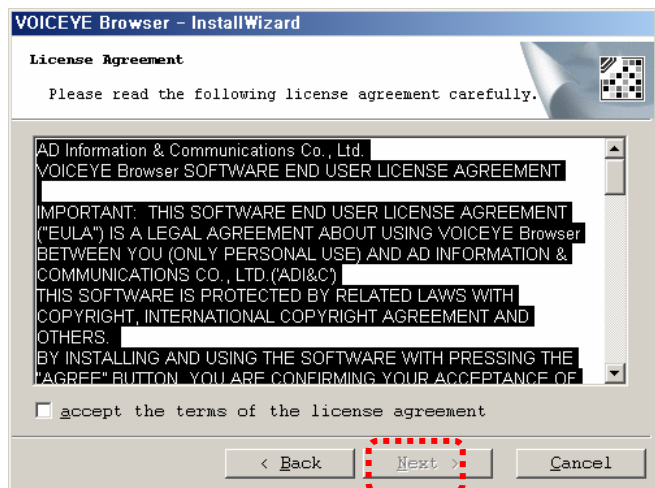 VOICEYE Browser - Install₩izard
License Agreement
Please read the following license agreement carefully.
AD Information & Communications Co., Ltd.
VOICEYE Browser SOFTWARE END USER LICENSE AGREEMENT
IMPORTANT: THIS SOFTWARE END USER LICENSE AGREEMENT
("EULA") IS A LEGAL AGREEMENT ABOUT USING VOICEYE Browser
BETWEEN YOU (ONLY PERSONAL USE) AND AD INFORMATION &
COMMUNICATIONS CO., LTD.('ADI&C')
THIS SOFTWARE IS PROTECTED BY RELATED LAWS WITH
COPYRIGHT, INTERNATIONAL COPYRIGHT AGREEMENT AND
OTHERS.
BY INSTALLING AND USING THE SOFTWARE WITH PRESSING THE
"AGREE" BUTTON, YOU ARE CONFIRMING YOUR ACCEPTANCE OF
accept the terms of the license agreement
< Back Next > Cancel